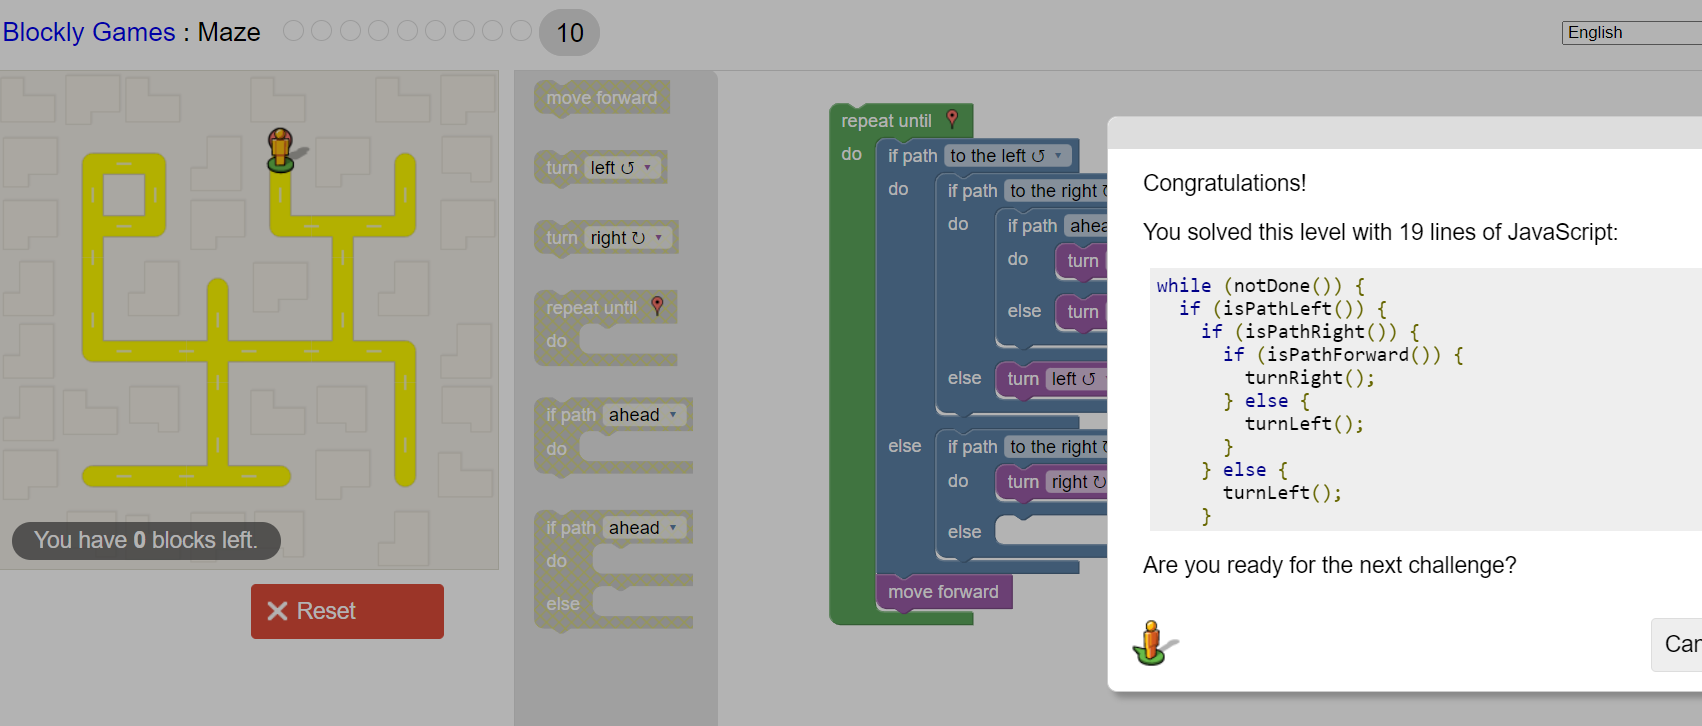 Blockly Games : Maze
10
English
You have 0 blocks left.
Reset
move forward
turn left ↺ ▾
turn right ↻ ▾
repeat until
do
if path ahead ▾
do
if path ahead ▾
do
else
repeat until
do
if path to the left ↺ ▾
do
if path to the right ↻
do
if path
do
turn
else
turn
else
turn left ↺
else
if path to the right ↻
do
turn right ↻
else
move forward
Congratulations!
You solved this level with 19 lines of JavaScript:
while (notDone()) {
  if (isPathLeft()) {
    if (isPathRight()) {
      if (isPathForward()) {
        turnRight();
      } else {
        turnLeft();
      }
    } else {
      turnLeft();
    }
Are you ready for the next challenge?